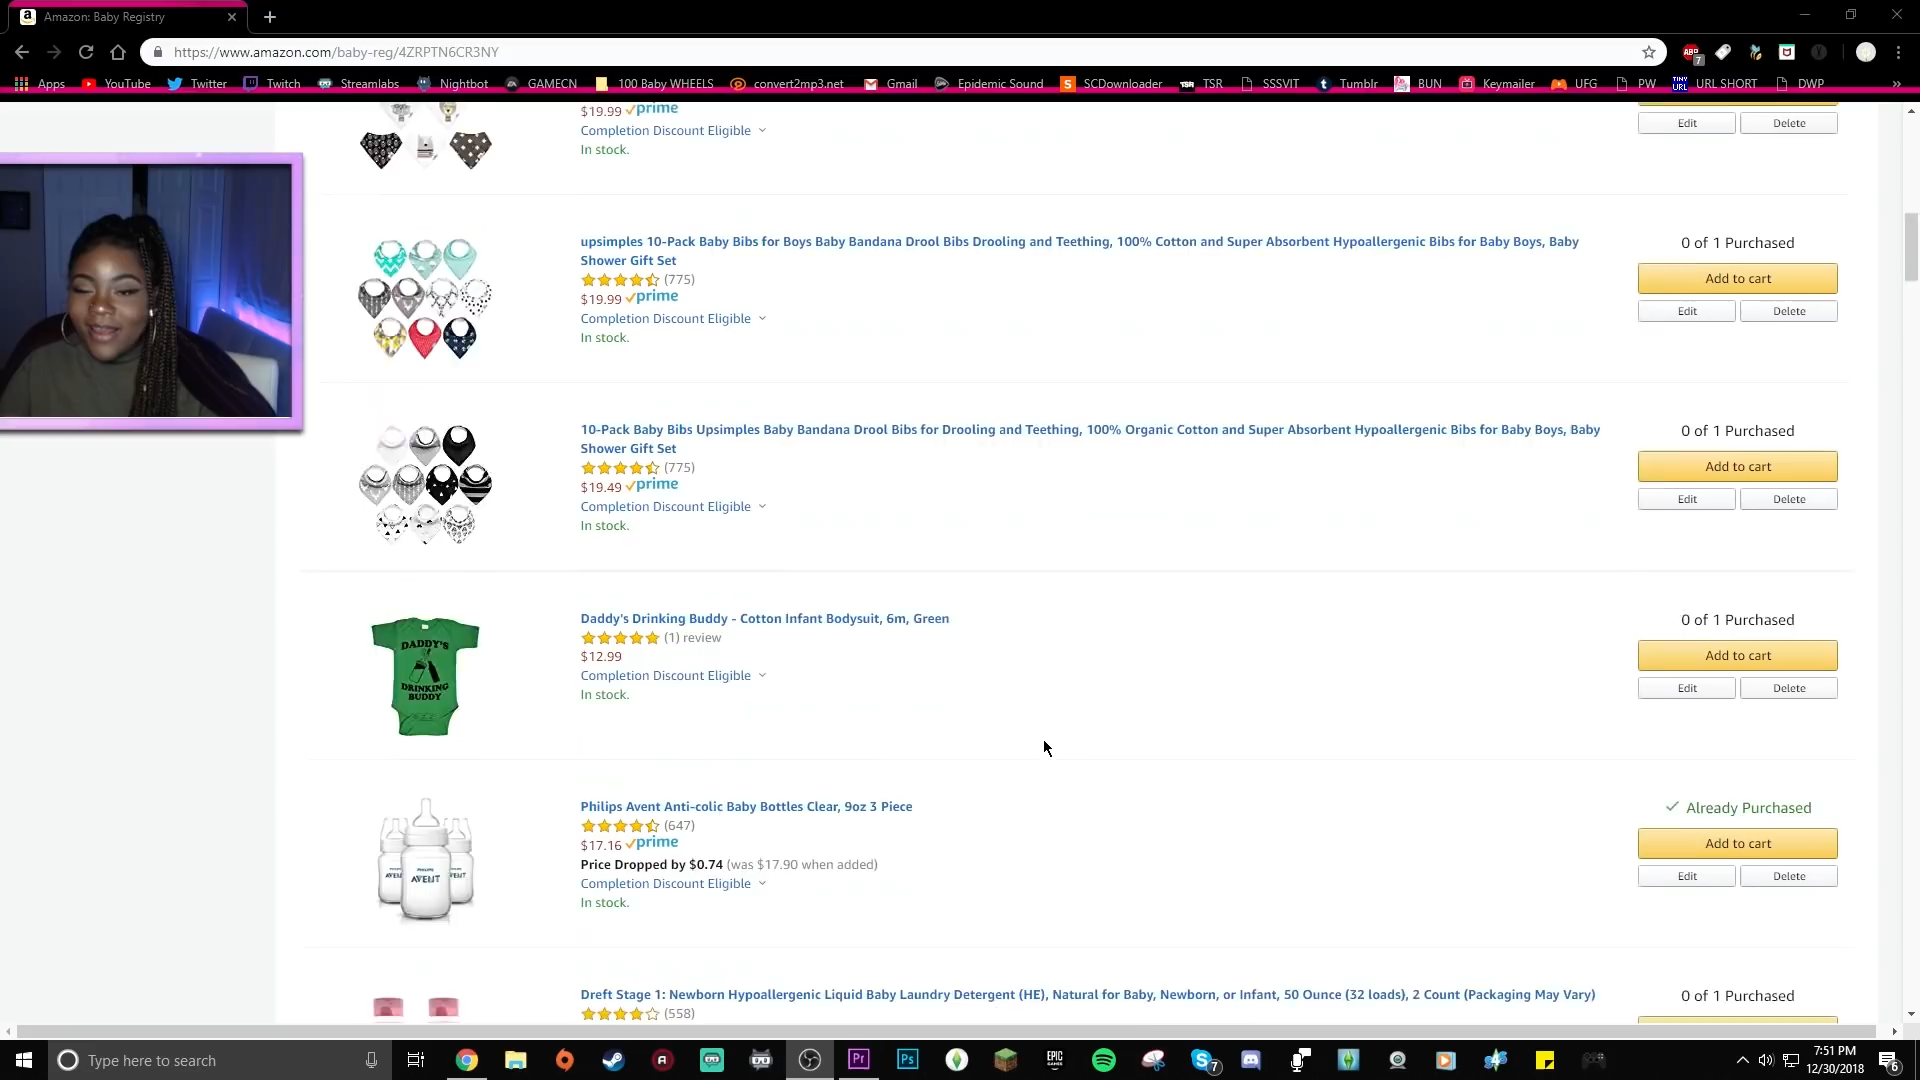 Amazon: Baby Registry
https://www.amazon.com/baby-reg/4ZRPTN6CR3NY
ABP
7
Apps YouTube Twitter Twitch Streamlabs Nightbot GAMECN 100 Baby WHEELS convert2mp3.net Gmail Epidemic Sound SCDownloader TSR SSSVIT Tumblr BUN Keymailer UFG PW URL SHORT DWP »
$19.99 prime
Completion Discount Eligible
In stock.
Edit Delete
upsimples 10-Pack Baby Bibs for Boys Baby Bandana Drool Bibs Drooling and Teething, 100% Cotton and Super Absorbent Hypoallergenic Bibs for Baby Boys, Baby
Shower Gift Set
(775)
$19.99 prime
Completion Discount Eligible
In stock.
0 of 1 Purchased
Add to cart
Edit Delete
10-Pack Baby Bibs Upsimples Baby Bandana Drool Bibs for Drooling and Teething, 100% Organic Cotton and Super Absorbent Hypoallergenic Bibs for Baby Boys, Baby
Shower Gift Set
(775)
$19.49 prime
Completion Discount Eligible
In stock.
0 of 1 Purchased
Add to cart
Edit Delete
DADDY'S
DRINKING
BUDDY
Daddy's Drinking Buddy - Cotton Infant Bodysuit, 6m, Green
(1) review
$12.99
Completion Discount Eligible
In stock.
0 of 1 Purchased
Add to cart
Edit Delete
AVENT
Philips Avent Anti-colic Baby Bottles Clear, 9oz 3 Piece
(647)
$17.16 prime
Price Dropped by $0.74 (was $17.90 when added)
Completion Discount Eligible
In stock.
Already Purchased
Add to cart
Edit Delete
Dreft Stage 1: Newborn Hypoallergenic Liquid Baby Laundry Detergent (HE), Natural for Baby, Newborn, or Infant, 50 Ounce (32 loads), 2 Count (Packaging May Vary)
(558)
0 of 1 Purchased
Type here to search
Pr
Ps
EPIC
GAMES
7
7:51 PM
12/30/2018
6